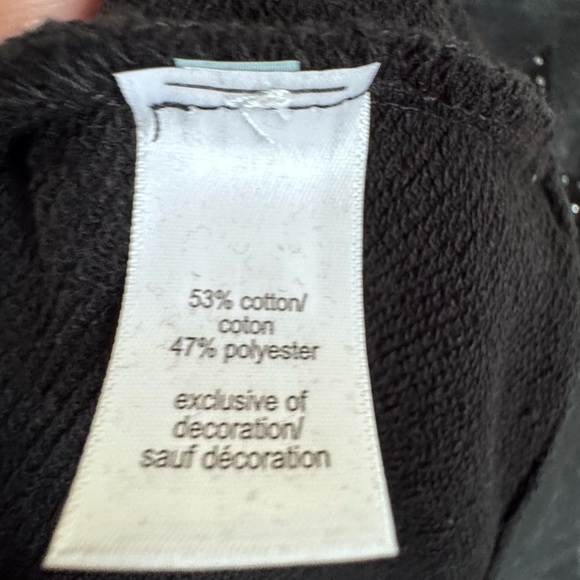 53% cotton/
coton
47% polyester
exclusive of
decoration/
sauf décoration